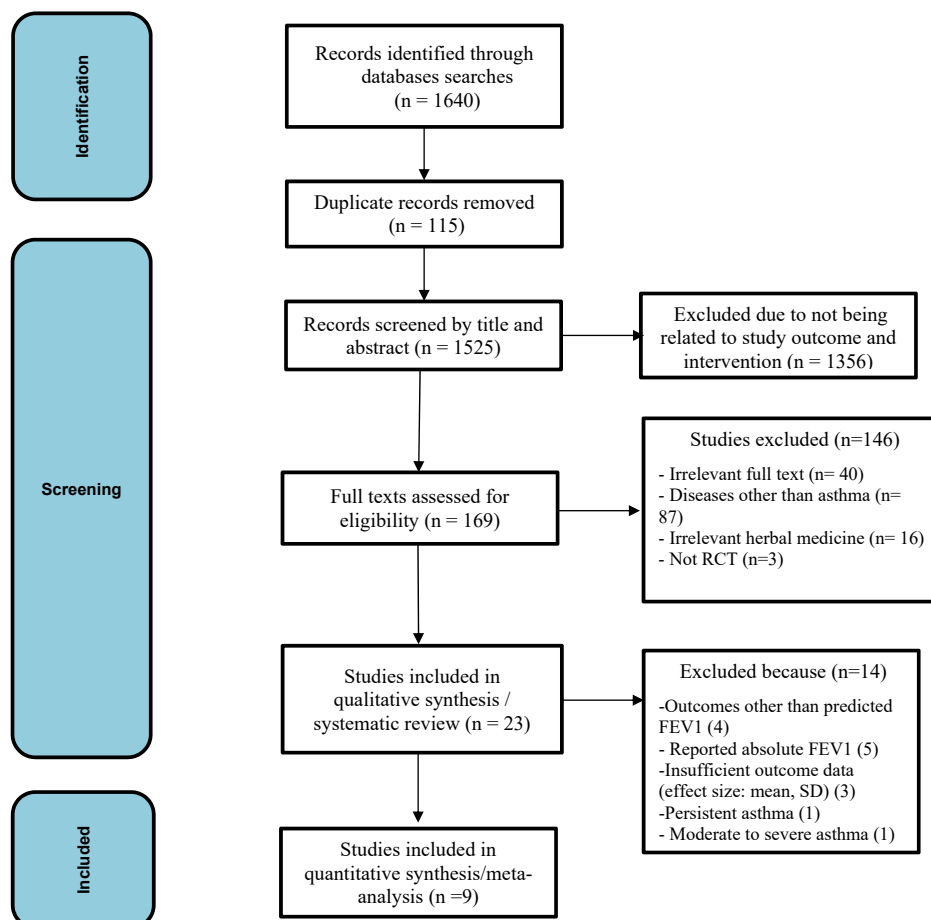 Identification
Records identified through
databases searches
(n = 1640)
Duplicate records removed
(n = 115)
Screening
Records screened by title and
abstract (n = 1525)
Excluded due to not being
related to study outcome and
intervention (n = 1356)
Full texts assessed for
eligibility (n = 169)
Studies excluded (n=146)
- Irrelevant full text (n= 40)
- Diseases other than asthma (n=
87)
- Irrelevant herbal medicine (n= 16)
- Not RCT (n=3)
Studies included in
qualitative synthesis /
systematic review (n = 23)
Excluded because (n=14)
-Outcomes other than predicted
FEV1 (4)
- Reported absolute FEV1 (5)
-Insufficient outcome data
(effect size: mean, SD) (3)
-Persistent asthma (1)
- Moderate to severe asthma (1)
Included
Studies included in
quantitative synthesis/meta-
analysis (n =9)